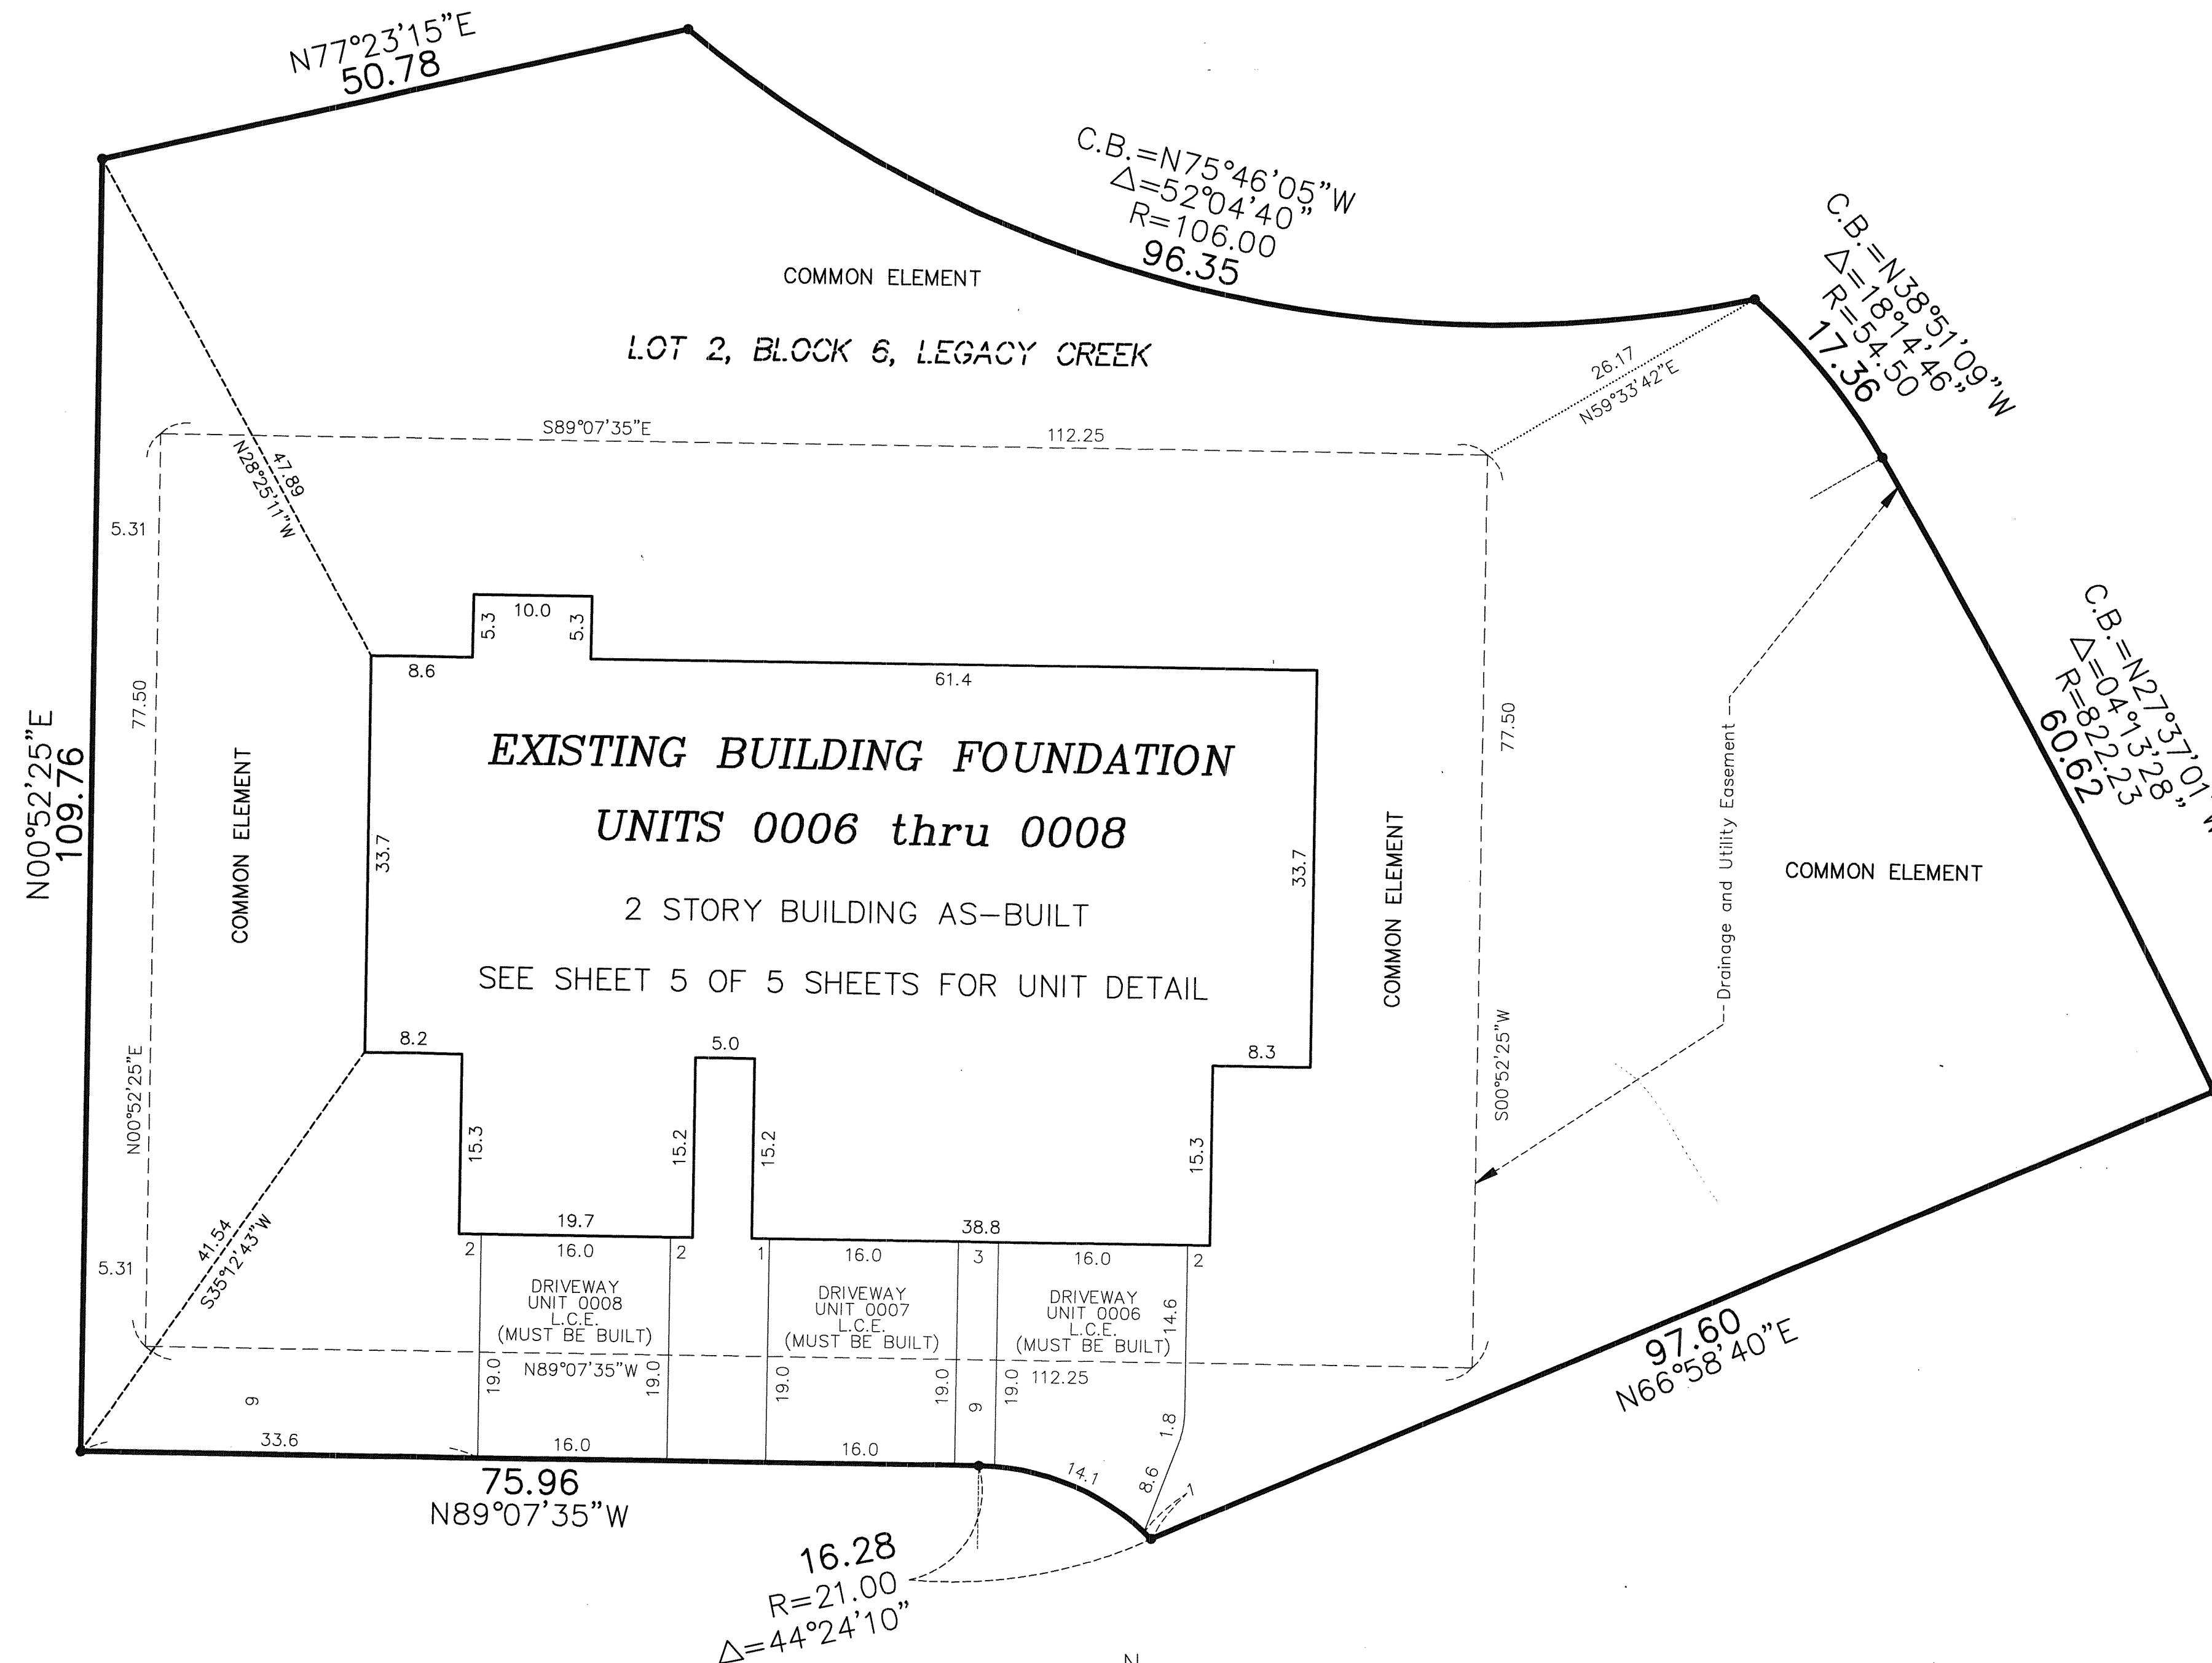 N77°23'15"E
50.78
C.B.=N75°46'05"W
Δ=52°04'40"
R=106.00
96.35
C.B.=N38°51'09"W
Δ=18°14'46"
R=54.50
17.36
COMMON ELEMENT
LOT 2, BLOCK 6, LEGACY CREEK
26.17
N59°33'42"E
S89°07'35"E
112.25
47.89
N28°25'11"W
5.31
77.50
N00°52'25"E
109.76
COMMON ELEMENT
8.6
5.3
10.0
5.3
61.4
EXISTING BUILDING FOUNDATION
UNITS 0006 thru 0008
2 STORY BUILDING AS-BUILT
SEE SHEET 5 OF 5 SHEETS FOR UNIT DETAIL
33.7
33.7
COMMON ELEMENT
77.50
S00°52'25"W
Drainage and Utility Easement
COMMON ELEMENT
C.B.=N27°37'01"W
Δ=04°13'28"
R=822.23
60.62
8.2
5.0
8.3
15.3
15.2
15.2
15.3
N00°52'25"E
5.31
41.54
S35°12'43"W
19.7
38.8
2
16.0
2
1
16.0
3
16.0
2
DRIVEWAY
UNIT 0008
L.C.E.
(MUST BE BUILT)
DRIVEWAY
UNIT 0007
L.C.E.
(MUST BE BUILT)
DRIVEWAY
UNIT 0006
L.C.E.
(MUST BE BUILT)
14.6
N89°07'35"W
112.25
19.0
19.0
19.0
19.0
19.0
9
9
1.8
8.6
33.6
16.0
16.0
14.1
1
75.96
N89°07'35"W
16.28
R=21.00
Δ=44°24'10"
97.60
N66°58'40"E
N